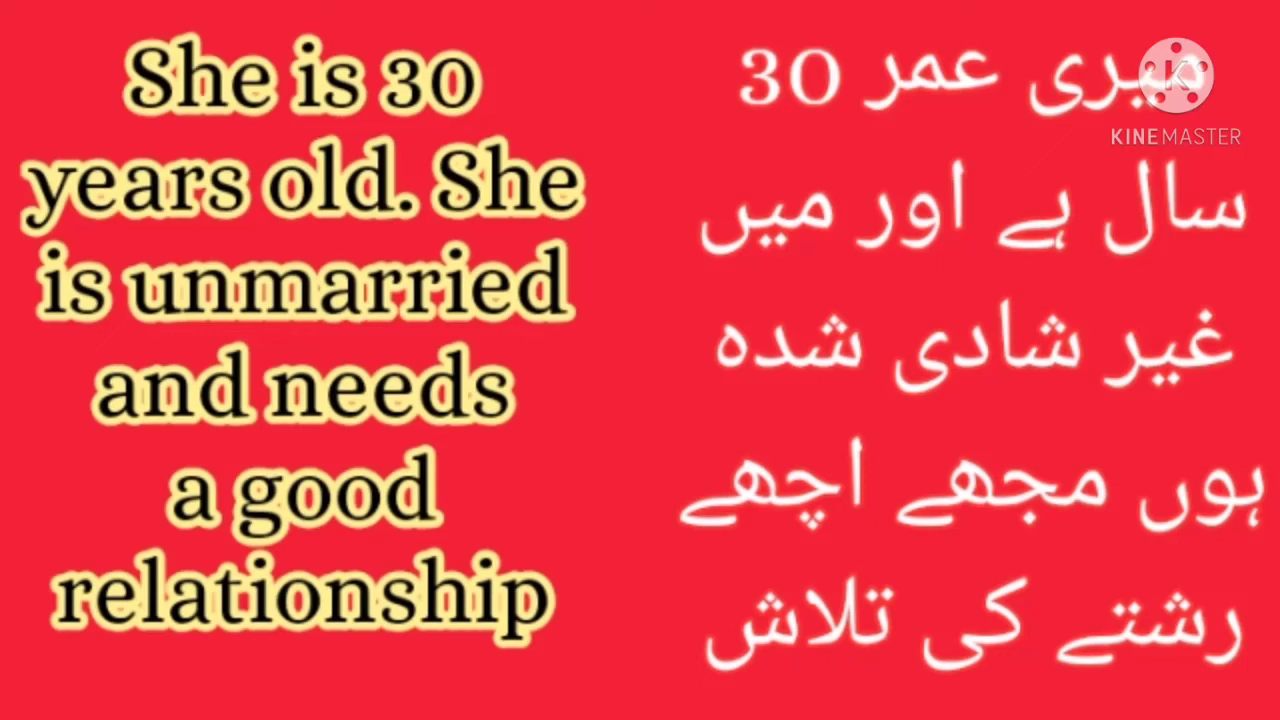 She is 30
years old. She
is unmarried
and needs
a good
relationship
میری عمر 30
سال ہے اور میں
غیر شادی شدہ
ہوں مجھے اچھے
رشتے کی تلاش
KINEMASTER